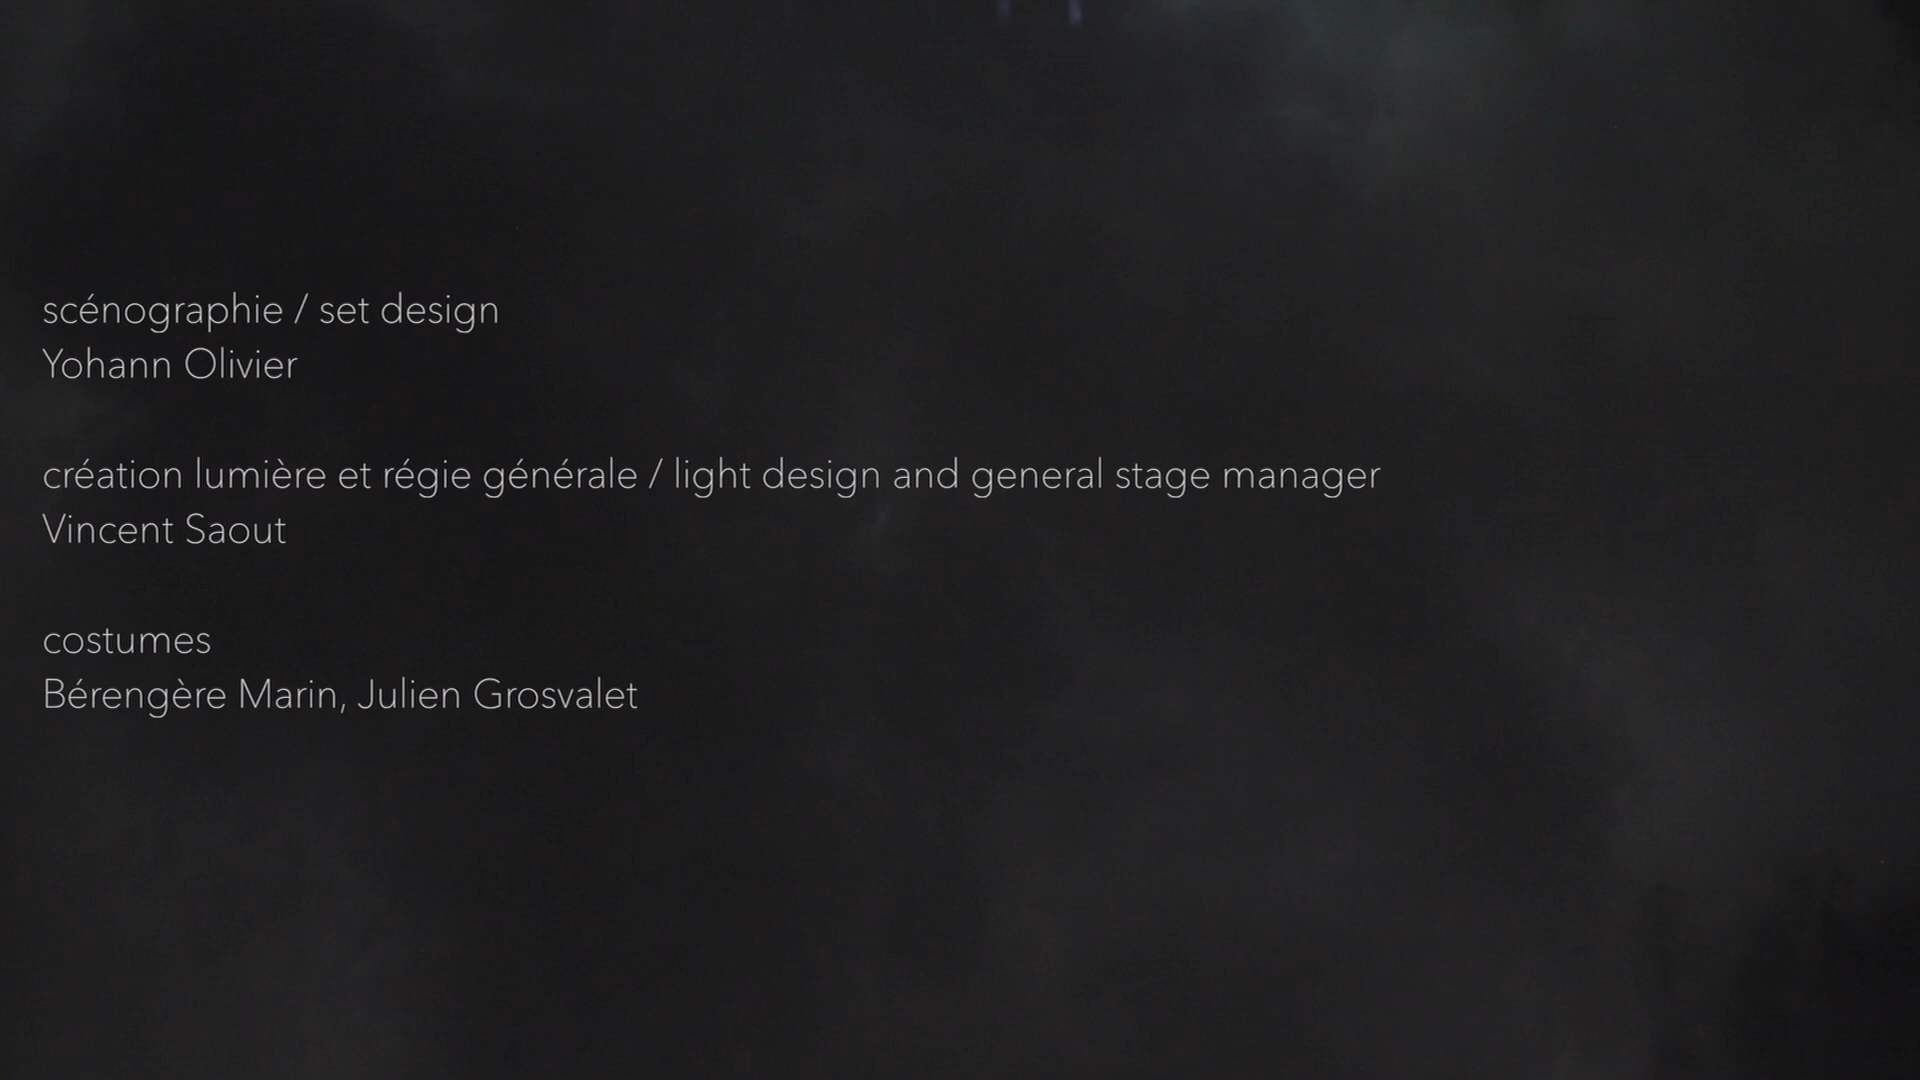 scénographie / set design
Yohann Olivier
création lumière et régie générale / light design and general stage manager
Vincent Saout
costumes
Bérengère Marin, Julien Grosvalet